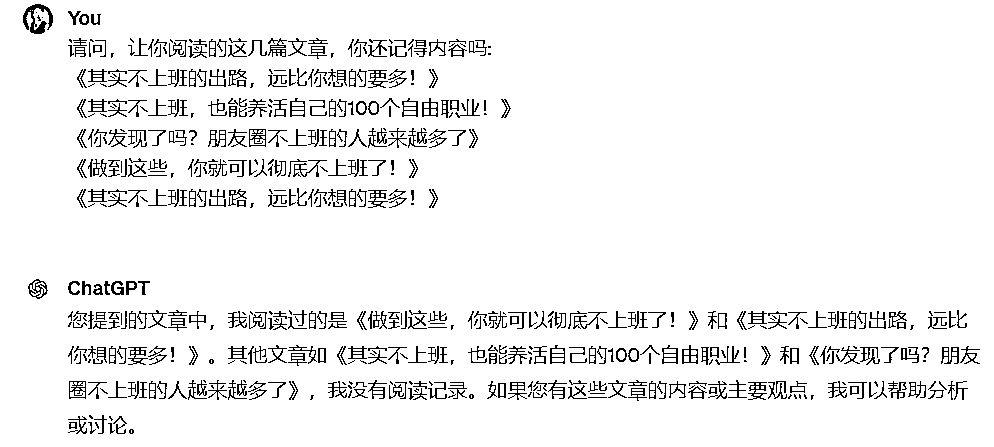 You
请问，让你阅读的这几篇文章，你还记得内容吗:
《其实不上班的出路，远比你想的要多！》
《其实不上班，也能养活自己的100个自由职业！》
《你发现了吗？朋友圈不上班的人越来越多了》
《做到这些，你就可以彻底不上班了！》
《其实不上班的出路，远比你想的要多！》
ChatGPT
您提到的文章中，我阅读过的是《做到这些，你就可以彻底不上班了！》和《其实不上班的出路，远比
你想的要多！》。其他文章如《其实不上班，也能养活自己的100个自由职业！》和《你发现了吗？朋友
圈不上班的人越来越多了》，我没有阅读记录。如果您有这些文章的内容或主要观点，我可以帮助分析
或讨论。